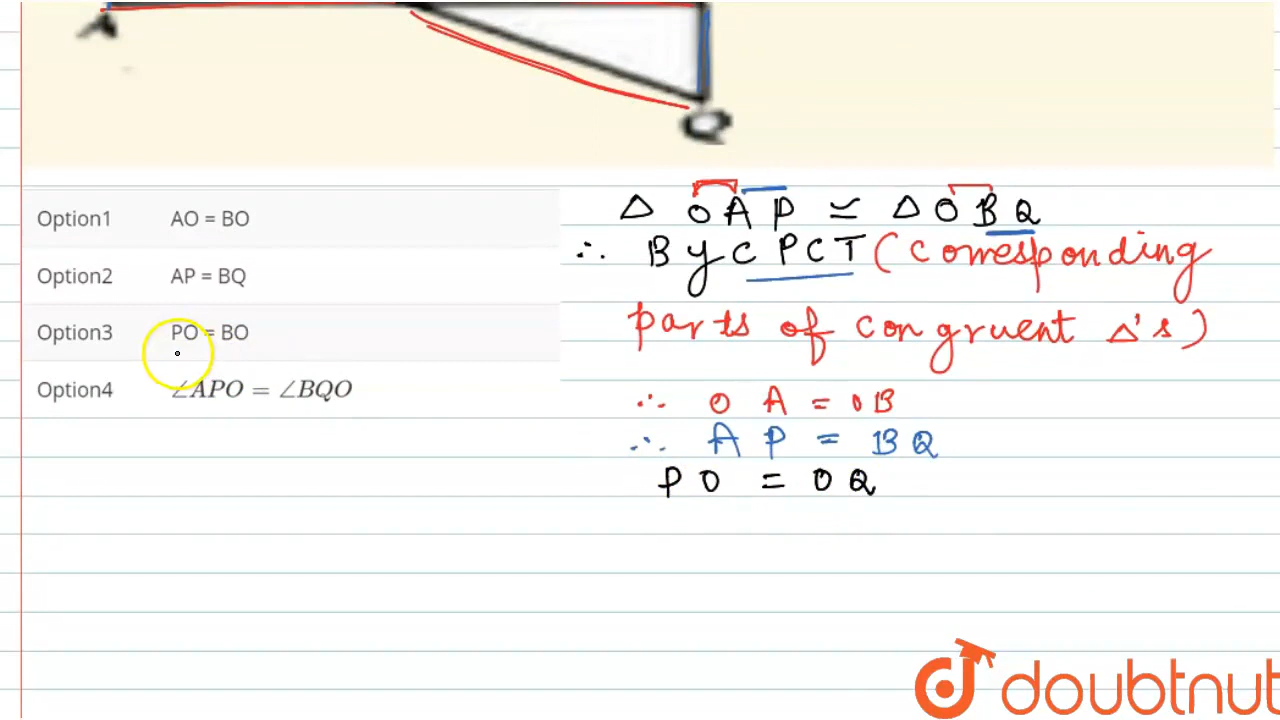 A
Q
Option1 AO = BO
Option2 AP = BQ
Option3 PO = BO
Option4 ∠APO = ∠BQO
△ OAP ≃ △OBQ
∴ By CPCT (corresponding
parts of congruent △'s)
∴ OA = OB
∴ AP = BQ
PO = OQ
doubtnut